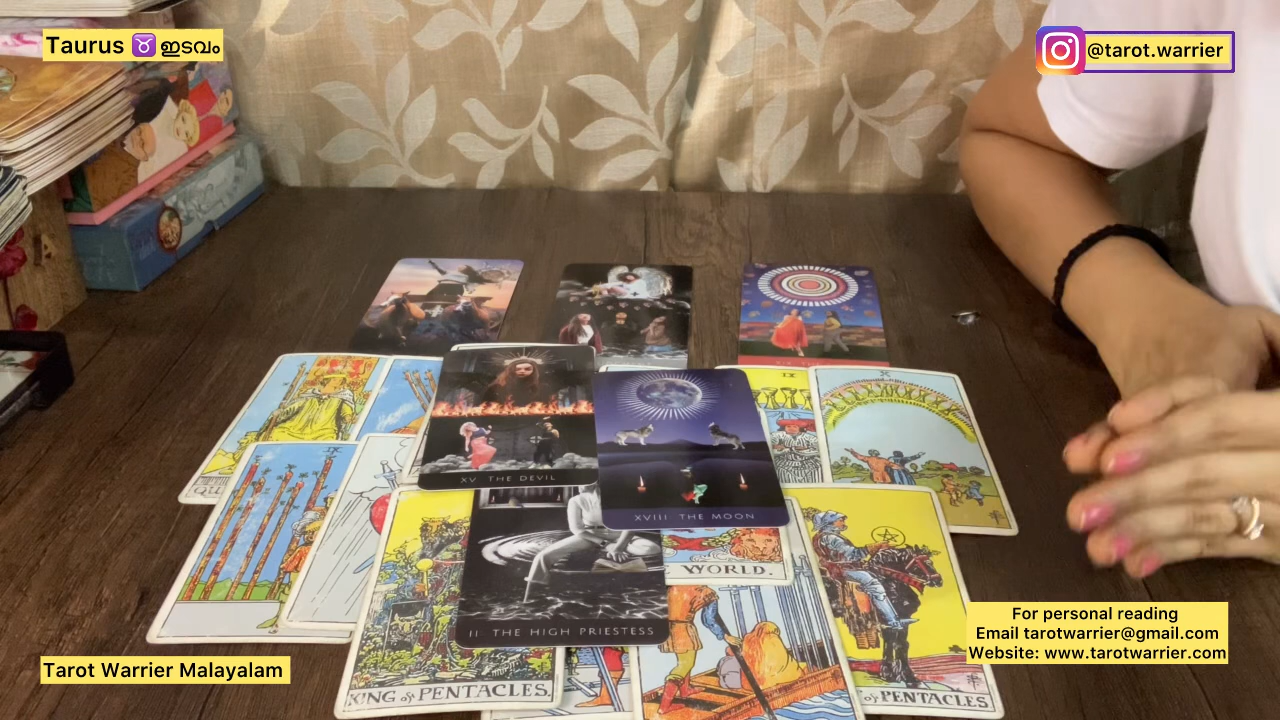 Taurus ♉ ഇടവം
@tarot.warrier
IX
X
XV THE DEVIL
XVIII THE MOON
WORLD.
II THE HIGH PRIESTESS
KING of PENTACLES.
of PENTACLES
For personal reading
Email tarotwarrier@gmail.com
Website: www.tarotwarrier.com
Tarot Warrier Malayalam